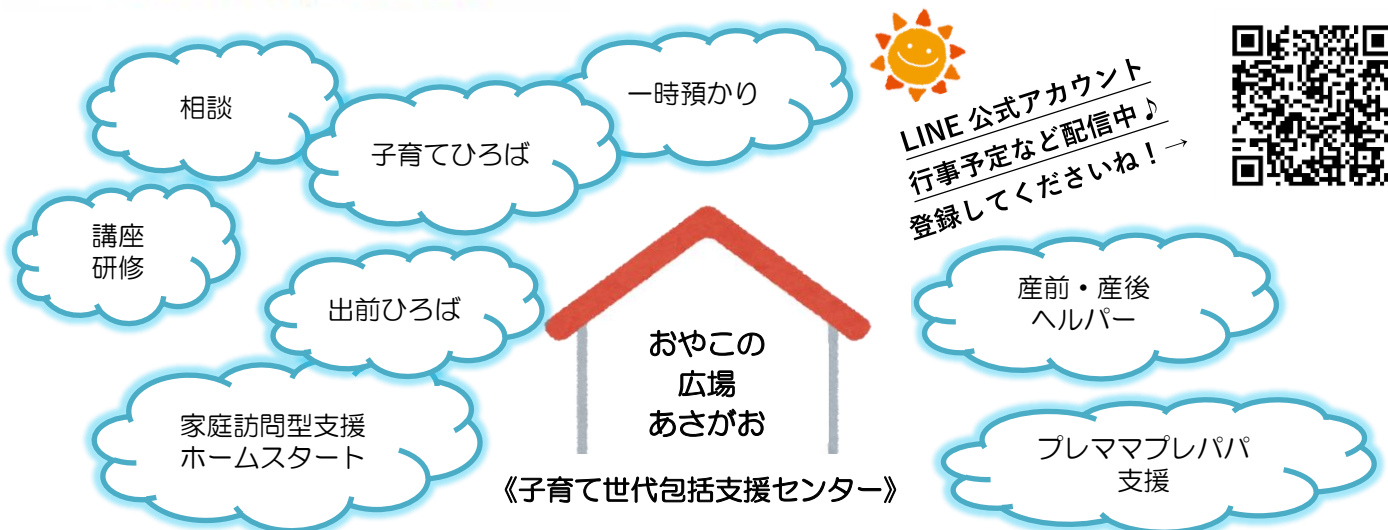 相談
子育てひろば
一時預かり
LINE 公式アカウント
行事予定など配信中♪
登録してくださいね！→
講座
研修
出前ひろば
家庭訪問型支援
ホームスタート
おやこの
広場
あさがお
《子育て世代包括支援センター》
産前・産後
ヘルパー
プレママプレパパ
支援